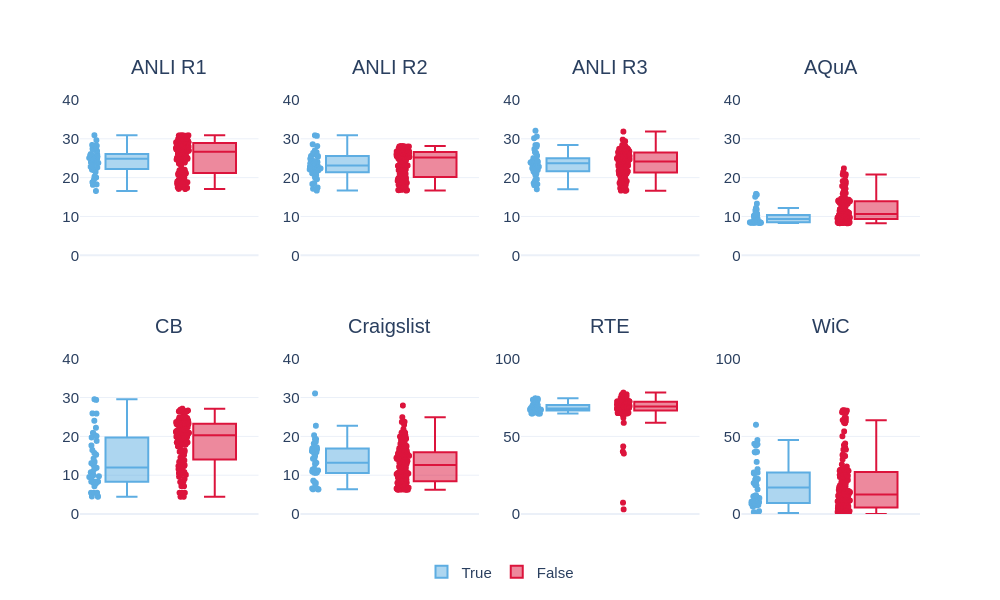 ANLI R1 ANLI R2 ANLI R3 AQuA
40 40 40 40
30 30 30 30
20 20 20 20
10 10 10 10
0 0 0 0
CB Craigslist RTE WiC
40 40 100 100
30 30
20 20 50 50
10 10
0 0 0 0
True False